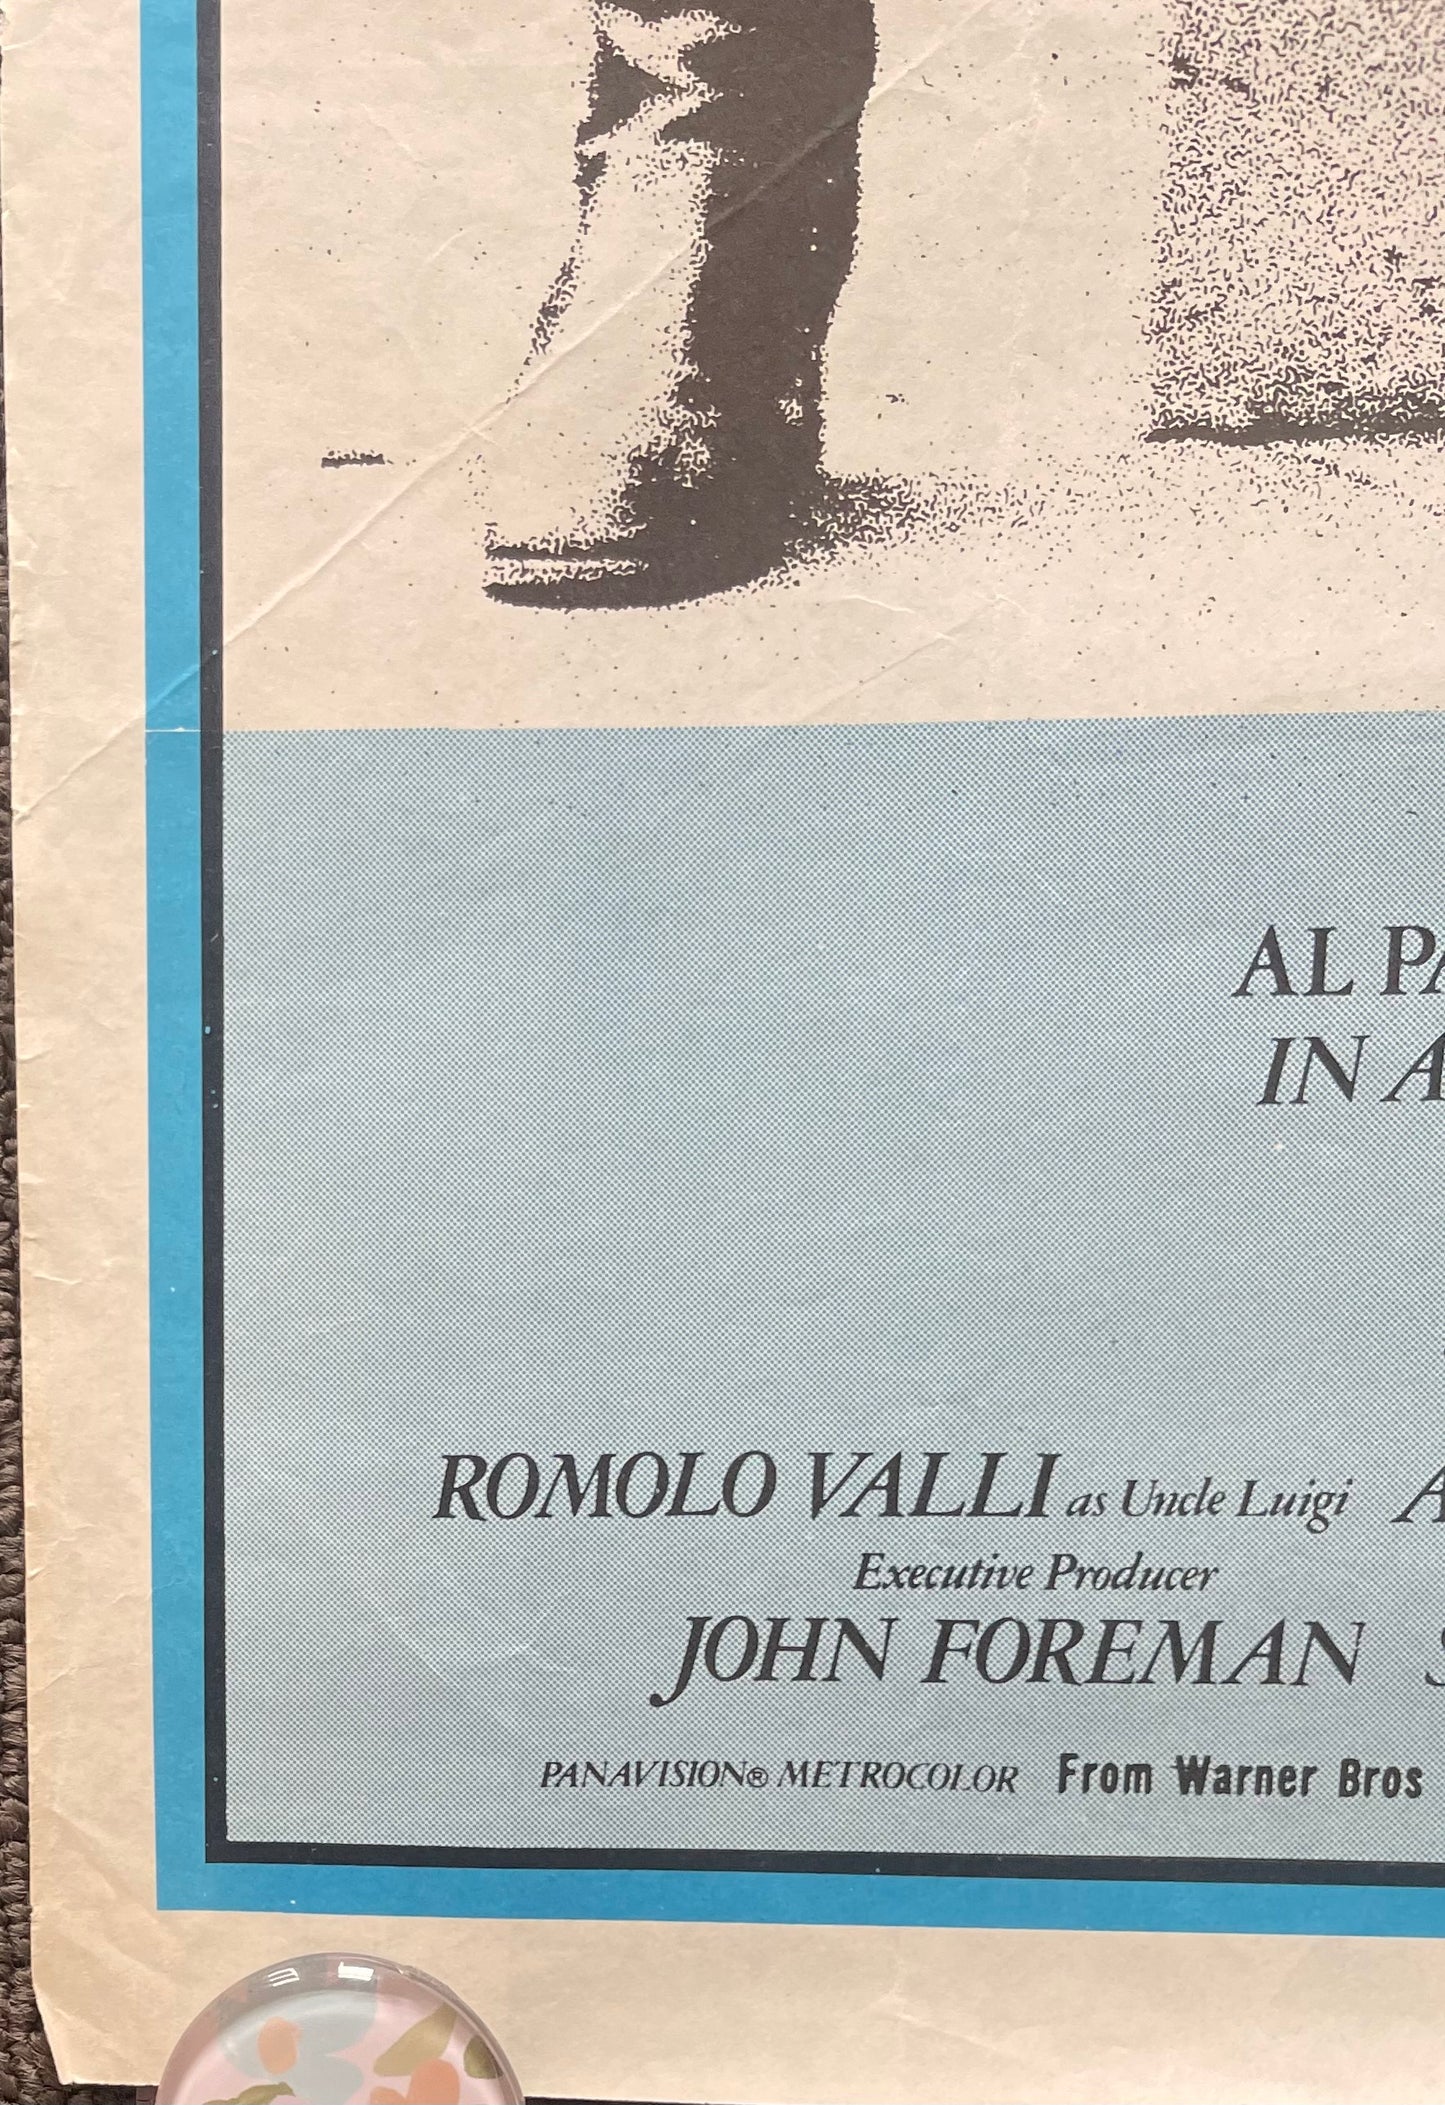 AL PA
IN A
ROMOLO VALLI as Uncle Luigi A
Executive Producer
JOHN FOREMAN S
PANAVISION® METROCOLOR From Warner Bros